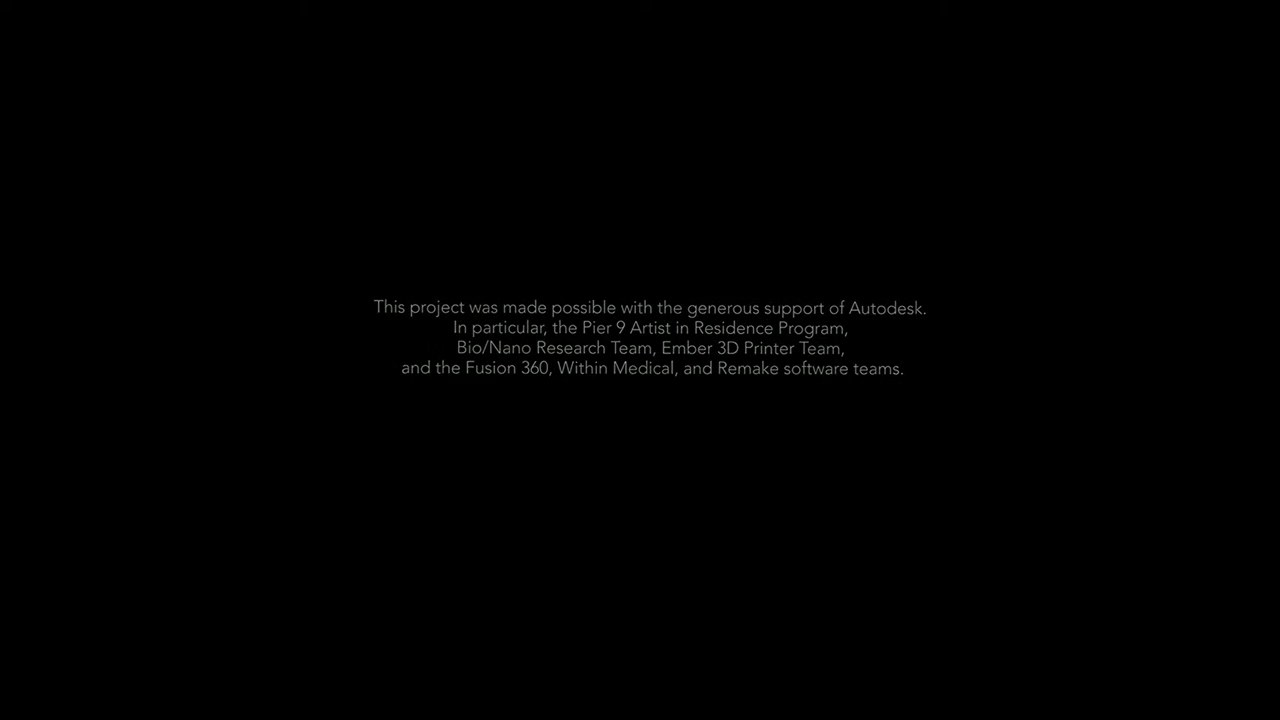 This project was made possible with the generous support of Autodesk.
In particular, the Pier 9 Artist in Residence Program,
Bio/Nano Research Team, Ember 3D Printer Team,
and the Fusion 360, Within Medical, and Remake software teams.